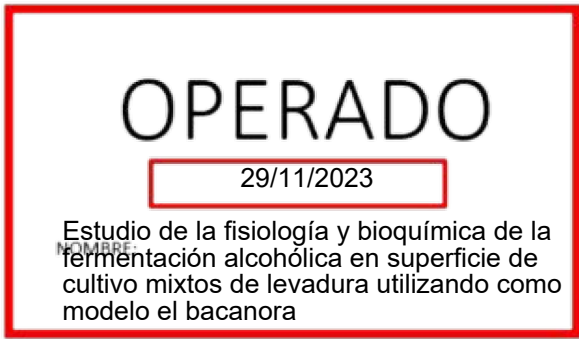 OPERADO
29/11/2023
Estudio de la fisiología y bioquímica de la
NOMBRE:
fermentación alcohólica en superficie de
cultivo mixtos de levadura utilizando como
modelo el bacanora